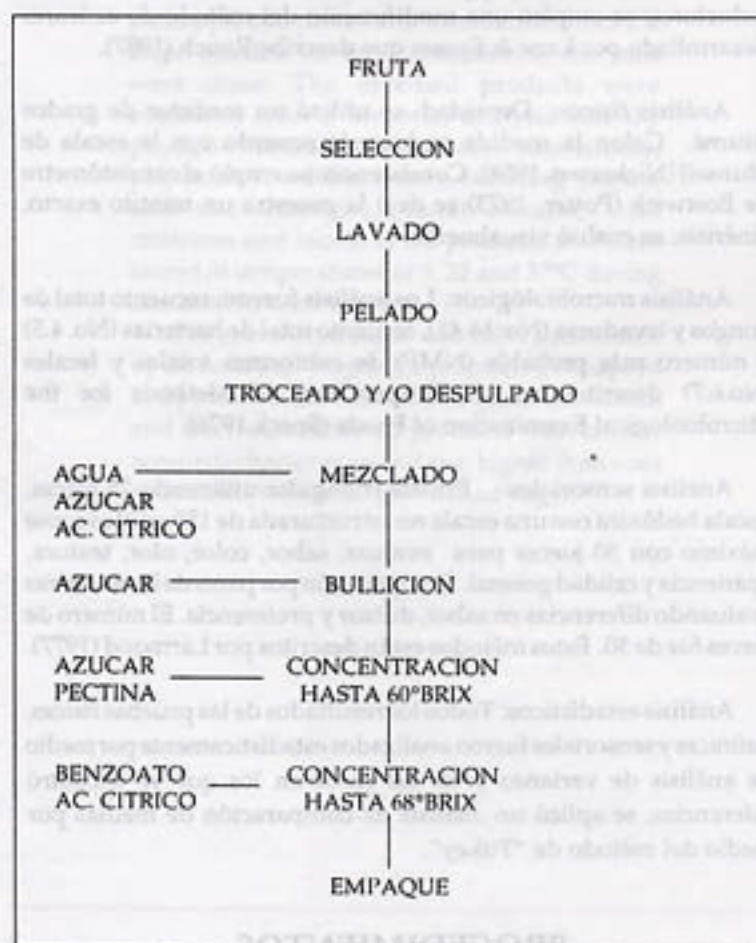 FRUTA
SELECCION
LAVADO
PELADO
TROCEADO Y/O DESPULPADO
AGUA MEZCLADO
AZUCAR
AC. CITRICO
AZUCAR BULLICION
AZUCAR CONCENTRACION
PECTINA HASTA 60°BRIX
BENZOATO CONCENTRACION
AC. CITRICO HASTA 68°BRIX
EMPAQUE